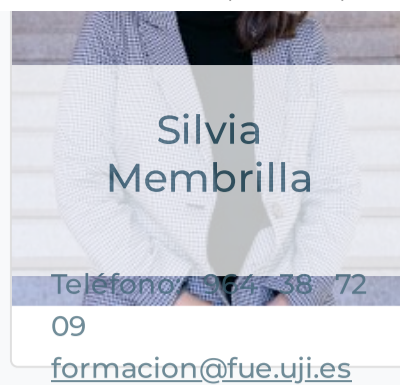 Silvia
Membrilla
Teléfono: 964 38 72
09
formacion@fue.uji.es